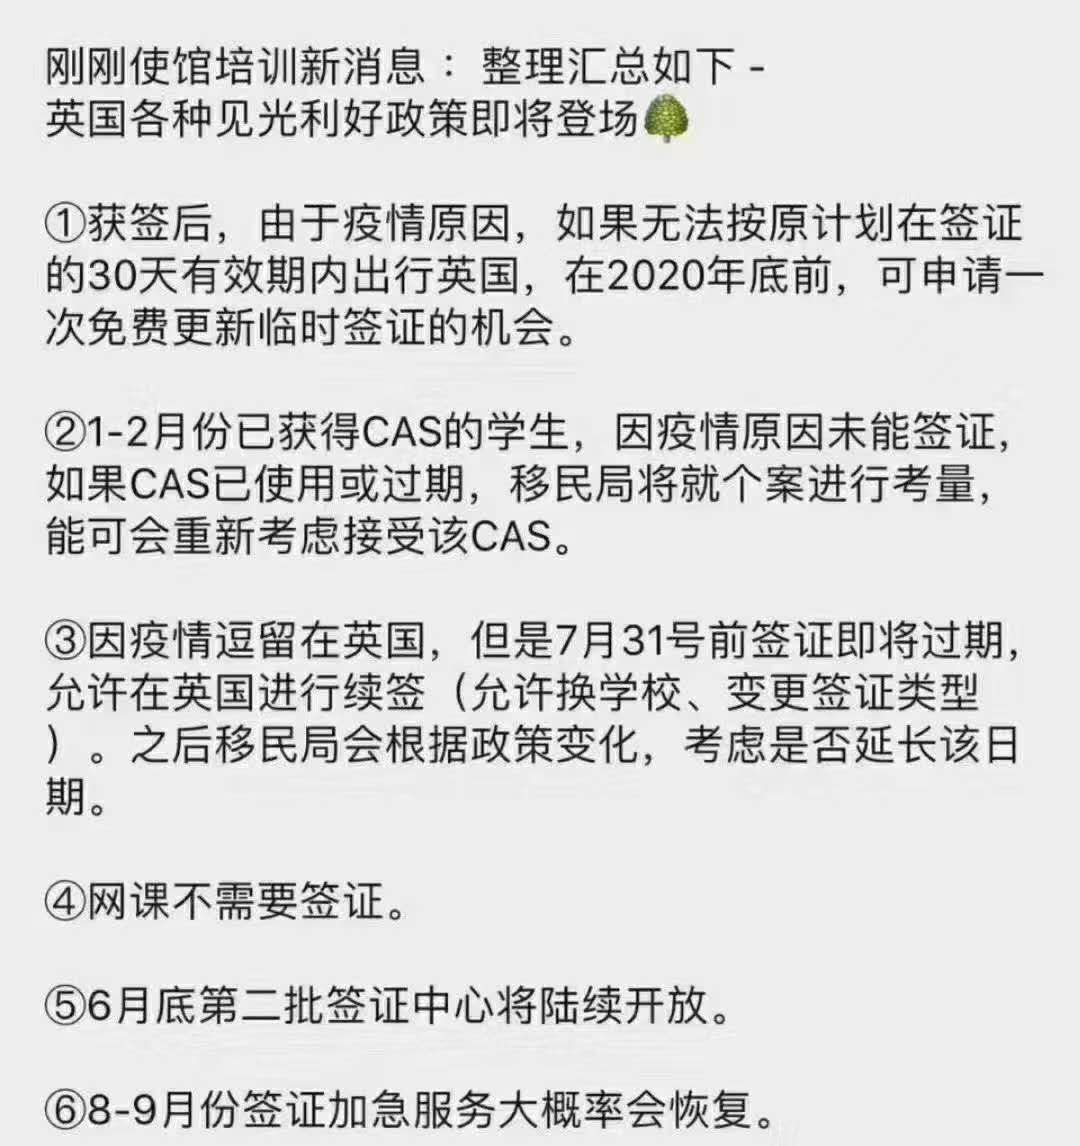 刚刚使馆培训新消息 ：整理汇总如下 -
英国各种见光利好政策即将登场🌳
①获签后，由于疫情原因，如果无法按原计划在签证
的30天有效期内出行英国，在2020年底前，可申请一
次免费更新临时签证的机会。
②1-2月份已获得CAS的学生，因疫情原因未能签证，
如果CAS已使用或过期，移民局将就个案进行考量，
能可会重新考虑接受该CAS。
③因疫情逗留在英国，但是7月31号前签证即将过期，
允许在英国进行续签（允许换学校、变更签证类型
）。之后移民局会根据政策变化，考虑是否延长该日
期。
④网课不需要签证。
⑤6月底第二批签证中心将陆续开放。
⑥8-9月份签证加急服务大概率会恢复。